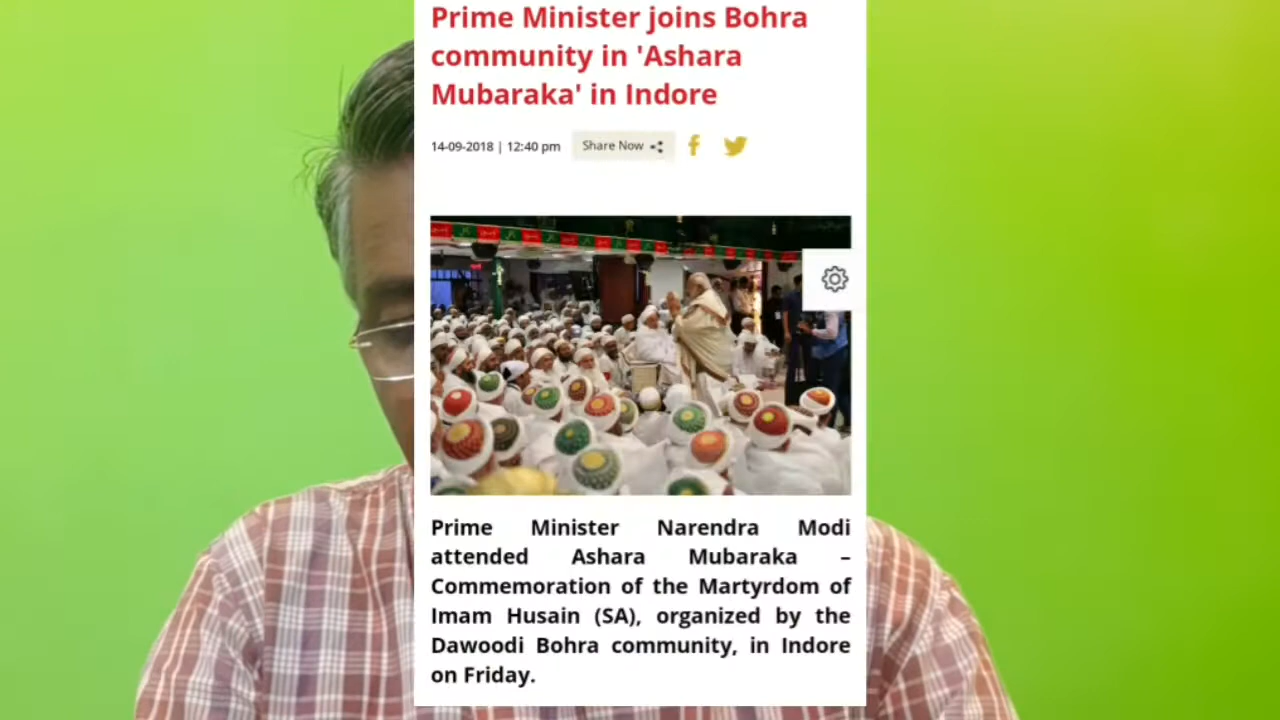 Prime Minister joins Bohra
community in 'Ashara
Mubaraka' in Indore
14-09-2018 | 12:40 pm Share Now
Prime Minister Narendra Modi
attended Ashara Mubaraka –
Commemoration of the Martyrdom of
Imam Husain (SA), organized by the
Dawoodi Bohra community, in Indore
on Friday.